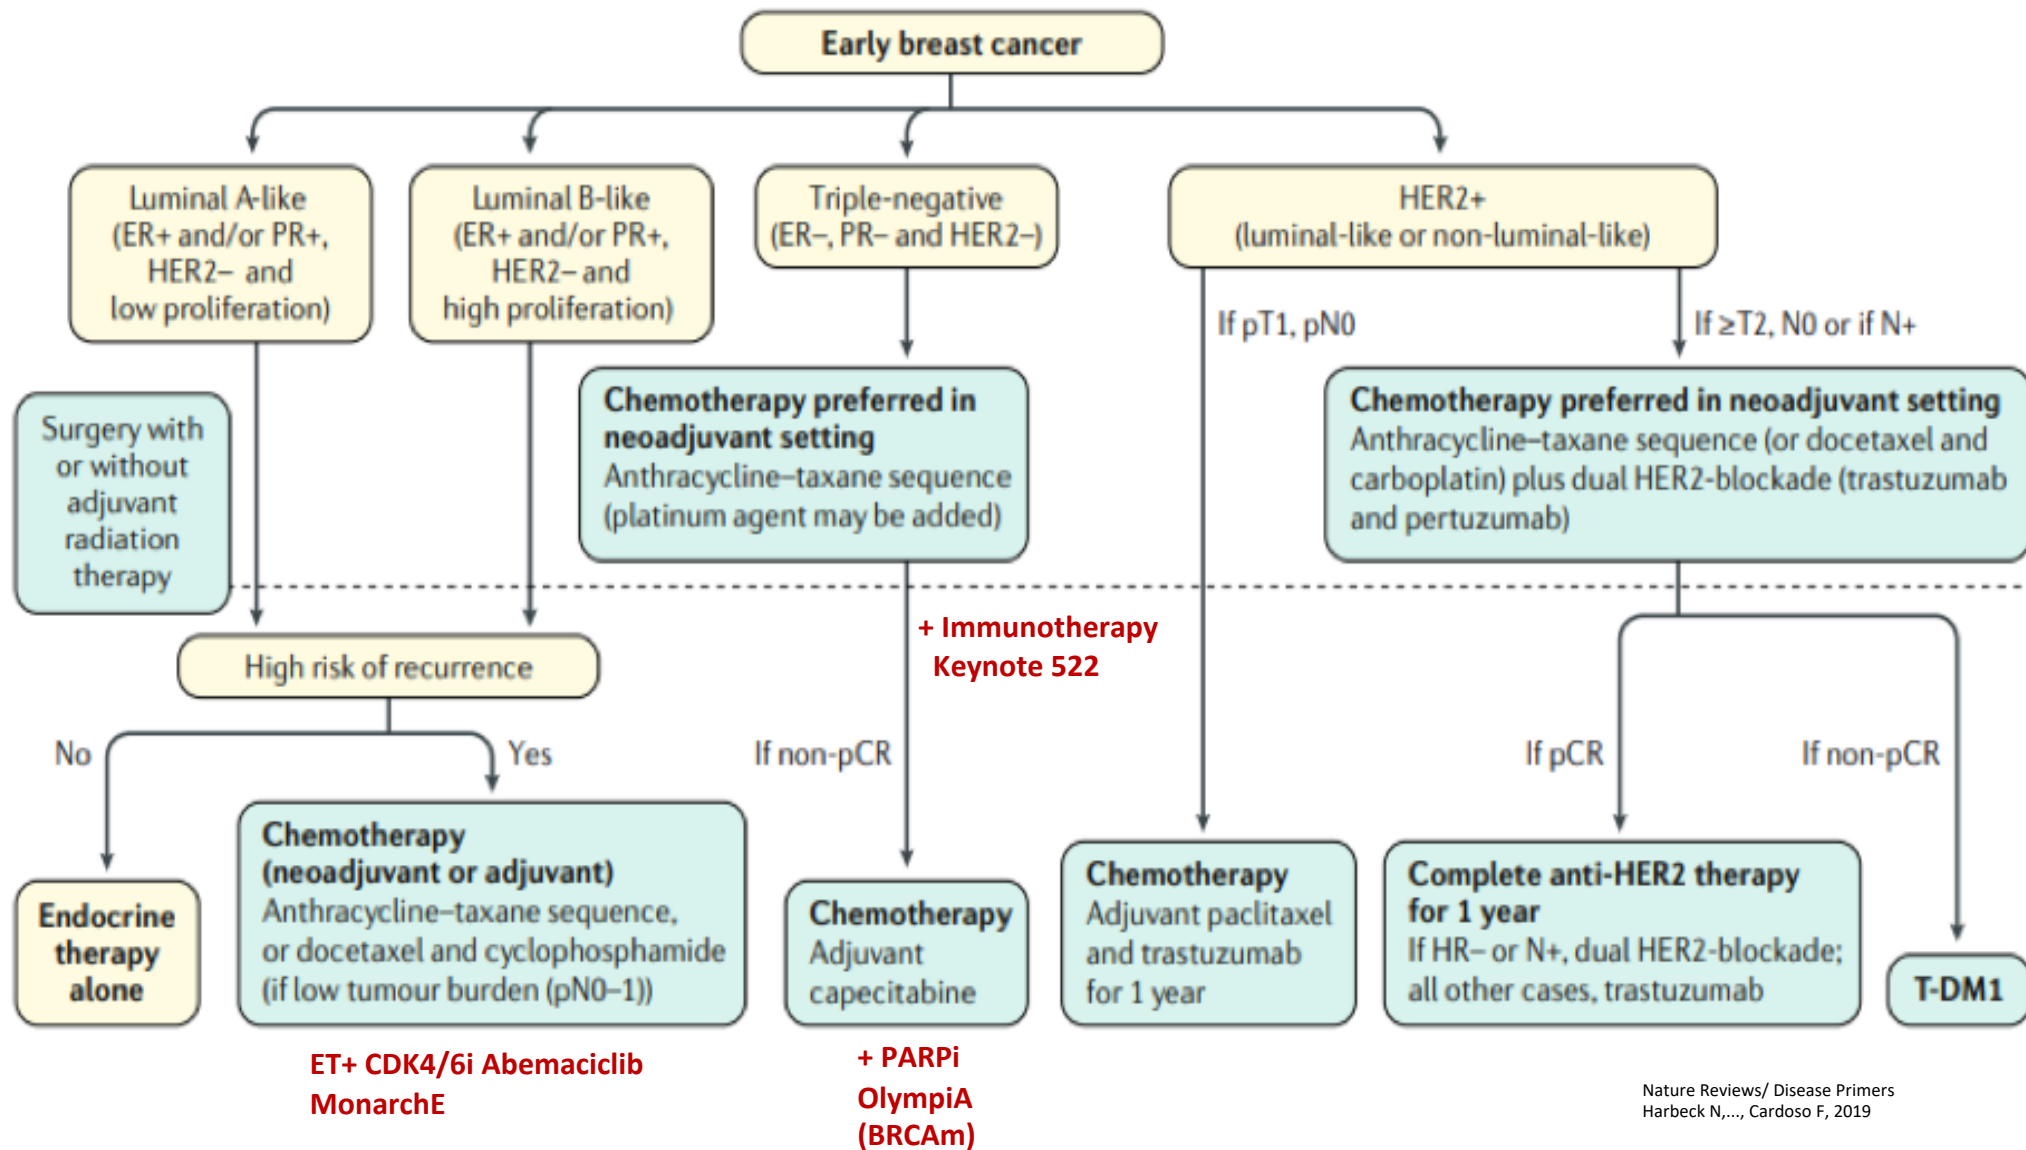 Early breast cancer
Luminal A-like
(ER+ and/or PR+,
HER2– and
low proliferation)
Luminal B-like
(ER+ and/or PR+,
HER2– and
high proliferation)
Triple-negative
(ER–, PR– and HER2–)
HER2+
(luminal-like or non-luminal-like)
If pT1, pN0
If ≥T2, N0 or if N+
Surgery with
or without
adjuvant
radiation
therapy
Chemotherapy preferred in
neoadjuvant setting
Anthracycline–taxane sequence
(platinum agent may be added)
Chemotherapy preferred in neoadjuvant setting
Anthracycline–taxane sequence (or docetaxel and
carboplatin) plus dual HER2-blockade (trastuzumab
and pertuzumab)
+ Immunotherapy
Keynote 522
High risk of recurrence
No
Yes
If non-pCR
If pCR
If non-pCR
Endocrine
therapy
alone
Chemotherapy
(neoadjuvant or adjuvant)
Anthracycline–taxane sequence,
or docetaxel and cyclophosphamide
(if low tumour burden (pN0–1))
Chemotherapy
Adjuvant
capecitabine
Chemotherapy
Adjuvant paclitaxel
and trastuzumab
for 1 year
Complete anti-HER2 therapy
for 1 year
If HR– or N+, dual HER2-blockade;
all other cases, trastuzumab
T-DM1
ET+ CDK4/6i Abemaciclib
MonarchE
+ PARPi
OlympiA
(BRCAm)
Nature Reviews/ Disease Primers
Harbeck N,..., Cardoso F, 2019